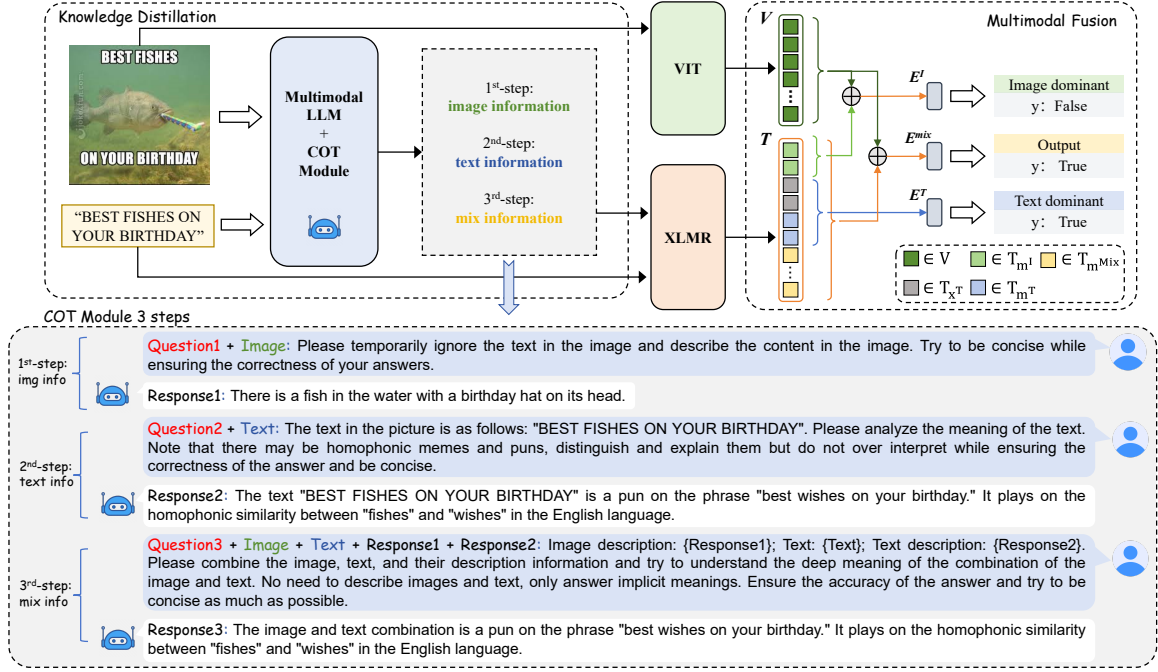 Knowledge Distillation
BEST FISHES
ON YOUR BIRTHDAY
“BEST FISHES ON
YOUR BIRTHDAY”
Multimodal
LLM
+
COT
Module
1st-step:
image information
2nd-step:
text information
3rd-step:
mix information
VIT
XLMR
Multimodal Fusion
V
T
E^I
E^mix
E^T
Image dominant
y: False
Output
y: True
Text dominant
y: True
∈ V
∈ T_m^I
∈ T_m^Mix
∈ T_x^T
∈ T_m^T
COT Module 3 steps
1st-step:
img info
Question1 + Image: Please temporarily ignore the text in the image and describe the content in the image. Try to be concise while
ensuring the correctness of your answers.
Response1: There is a fish in the water with a birthday hat on its head.
2nd-step:
text info
Question2 + Text: The text in the picture is as follows: "BEST FISHES ON YOUR BIRTHDAY". Please analyze the meaning of the text.
Note that there may be homophonic memes and puns, distinguish and explain them but do not over interpret while ensuring the
correctness of the answer and be concise.
Response2: The text "BEST FISHES ON YOUR BIRTHDAY" is a pun on the phrase "best wishes on your birthday." It plays on the
homophonic similarity between "fishes" and "wishes" in the English language.
3rd-step:
mix info
Question3 + Image + Text + Response1 + Response2: Image description: {Response1}; Text: {Text}; Text description: {Response2}.
Please combine the image, text, and their description information and try to understand the deep meaning of the combination of the
image and text. No need to describe images and text, only answer implicit meanings. Ensure the accuracy of the answer and try to be
concise as much as possible.
Response3: The image and text combination is a pun on the phrase "best wishes on your birthday." It plays on the homophonic similarity
between "fishes" and "wishes" in the English language.